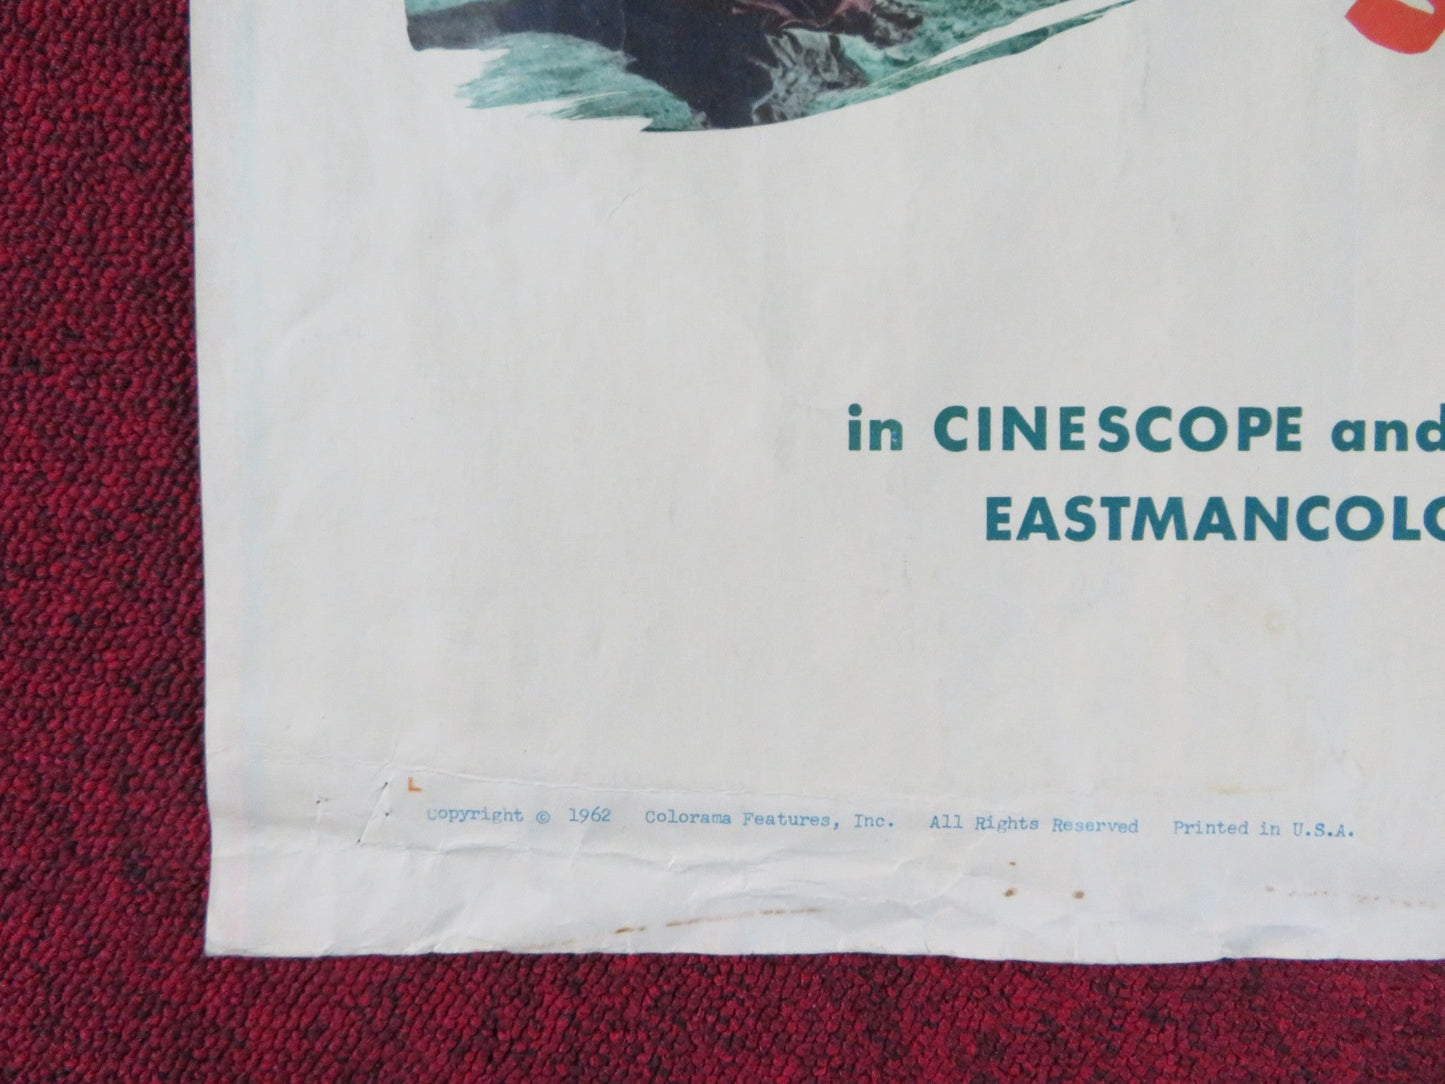 in CINESCOPE and
EASTMANCOLO
Copyright © 1962 Colorama Features, Inc. All Rights Reserved Printed in U.S.A.